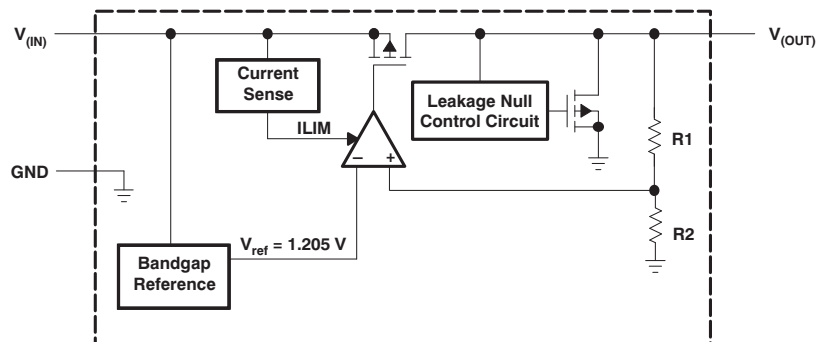 V(IN)
V(OUT)
Current
Sense
Leakage Null
Control Circuit
ILIM
R1
– +
GND
R2
Vref = 1.205 V
Bandgap
Reference